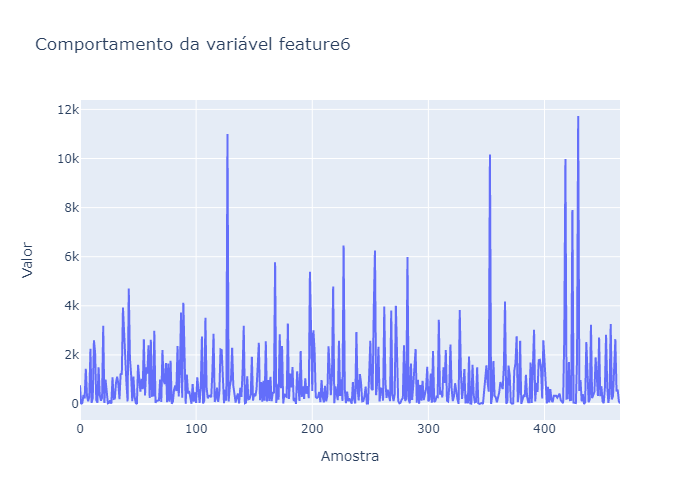 Comportamento da variável feature6
12k
10k
8k
6k
4k
2k
0
0 100 200 300 400
Valor
Amostra